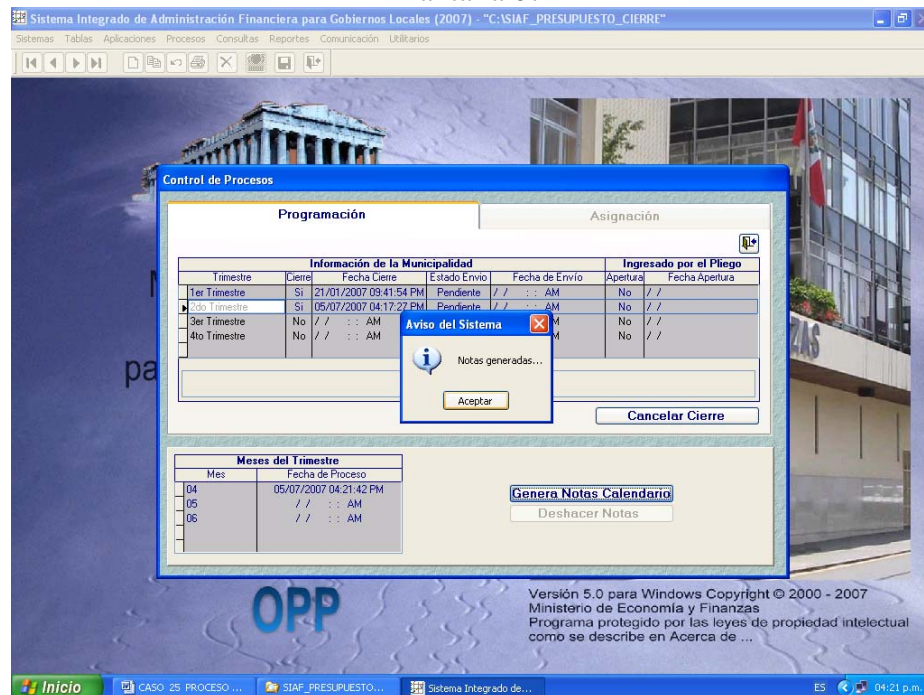 Sistema Integrado de Administración Financiera para Gobiernos Locales (2007) - "C:\SIAF_PRESUPUESTO_CIERRE"
Sistemas Tablas Aplicaciones Procesos Consultas Reportes Comunicación Utilitarios
Control de Procesos
Programación Asignación
Información de la Municipalidad Ingresado por el Pliego
Trimestre Cierre Fecha Cierre Estado Envio Fecha de Envío Apertura Fecha Apertura
1er Trimestre Si 21/01/2007 09:41:54 PM Pendiente / / : : AM No / /
2do Trimestre Si 05/07/2007 04:17:27 PM Pendiente / / : : AM No / /
3er Trimestre No / / : : AM M No / /
4to Trimestre No / / : : AM M No / /
Aviso del Sistema
Notas generadas...
Aceptar
pa
ZAS
Cancelar Cierre
Meses del Trimestre
Mes Fecha de Proceso
04 05/07/2007 04:21:42 PM
05 / / : : AM
06 / / : : AM
Genera Notas Calendario
Deshacer Notas
OPP
Versión 5.0 para Windows Copyright © 2000 - 2007
Ministerio de Economía y Finanzas
Programa protegido por las leyes de propiedad intelectual
como se describe en Acerca de ...
Inicio CASO 25 PROCESO ... SIAF_PRESUPUESTO... Sistema Integrado de... ES 04:21 p.m.